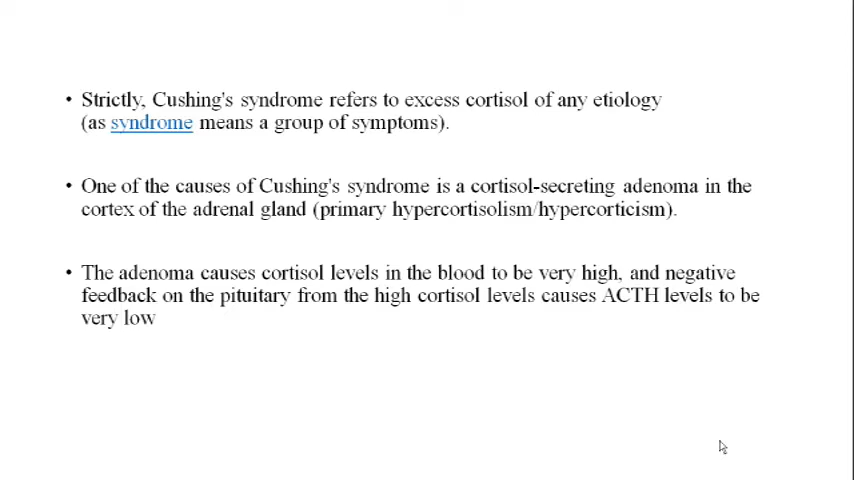 • Strictly, Cushing's syndrome refers to excess cortisol of any etiology
(as syndrome means a group of symptoms).
• One of the causes of Cushing's syndrome is a cortisol-secreting adenoma in the
cortex of the adrenal gland (primary hypercortisolism/hypercorticism).
• The adenoma causes cortisol levels in the blood to be very high, and negative
feedback on the pituitary from the high cortisol levels causes ACTH levels to be
very low